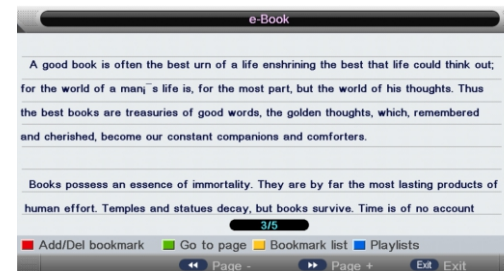 e-Book
A good book is often the best urn of a life enshrining the best that life could think out;
for the world of a man¡¯s life is, for the most part, but the world of his thoughts. Thus
the best books are treasuries of good words, the golden thoughts, which, remembered
and cherished, become our constant companions and comforters.
Books possess an essence of immortality. They are by far the most lasting products of
human effort. Temples and statues decay, but books survive. Time is of no account
3/5
Add/Del bookmark Go to page Bookmark list Playlists
Page - Page + Exit Exit